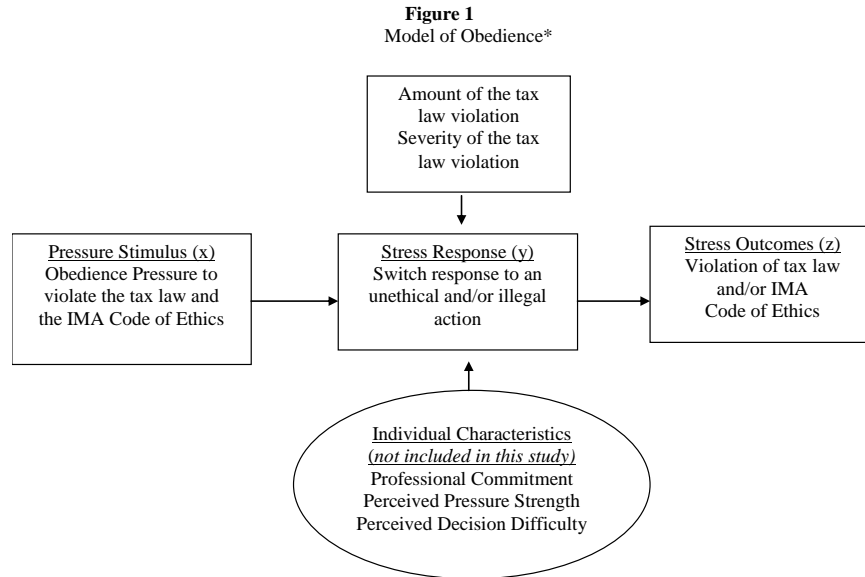 Figure 1
Model of Obedience*
Amount of the tax
law violation
Severity of the tax
law violation
Pressure Stimulus (x)
Obedience Pressure to
violate the tax law and
the IMA Code of Ethics
Stress Response (y)
Switch response to an
unethical and/or illegal
action
Stress Outcomes (z)
Violation of tax law
and/or IMA
Code of Ethics
Individual Characteristics
(not included in this study)
Professional Commitment
Perceived Pressure Strength
Perceived Decision Difficulty